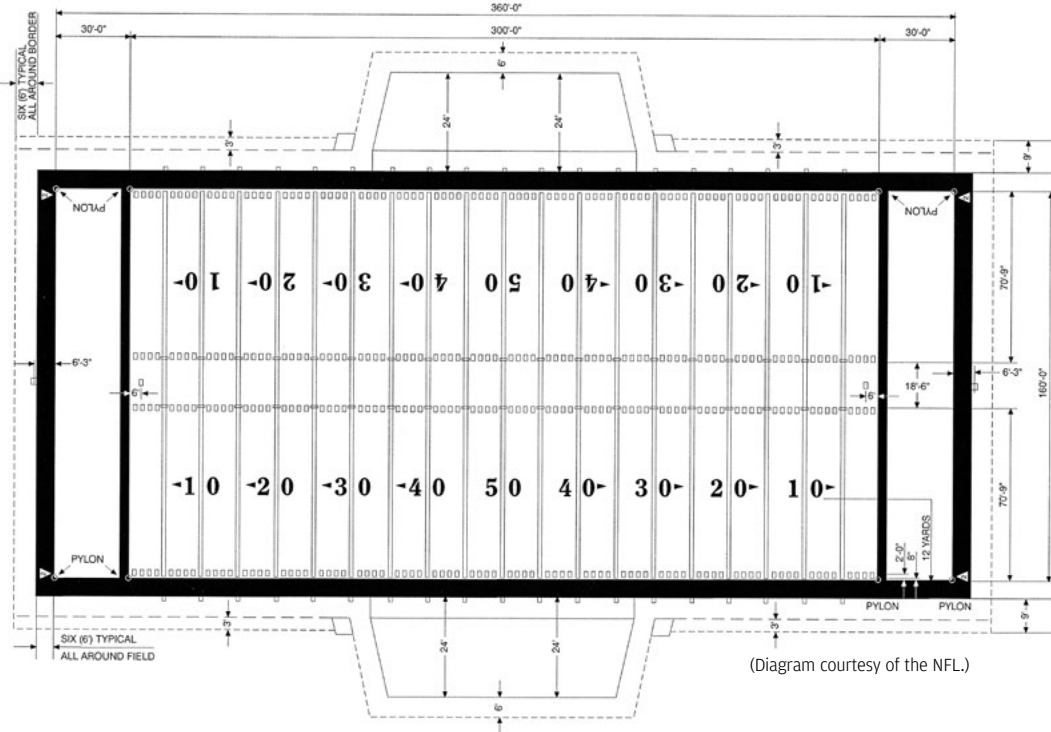 360'-0"
30'-0" 300'-0" 30'-0"
SIX (6') TYPICAL
ALL AROUND BORDER
6'
24' 24'
3' 3' 9'
PYLON PYLON
◄1 0 ◄2 0 ◄3 0 ◄4 0 5 0 4 0► 3 0► 2 0► 1 0►
70'-9"
6'-3" 6' 18'-6" 6' 6'-3"
160'-0"
◄1 0 ◄2 0 ◄3 0 ◄4 0 5 0 4 0► 3 0► 2 0► 1 0►
70'-9"
PYLON 2'-0" 8" 12 YARDS
PYLON PYLON
3' 3' 9'
SIX (6') TYPICAL
ALL AROUND FIELD
24' 24'
6'
(Diagram courtesy of the NFL.)